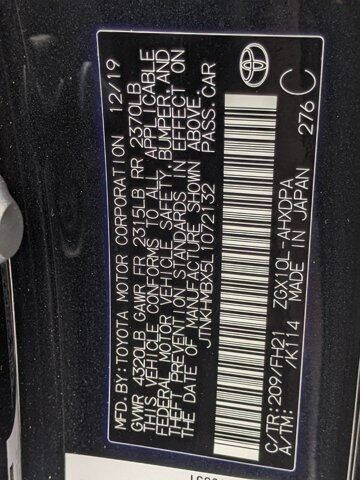 MFD. BY: TOYOTA MOTOR CORPORATION 12/19
GVWR 4320LB GAWR FR 2315LB RR 2370LB
THIS VEHICLE CONFORMS TO ALL APPLICABLE
FEDERAL MOTOR VEHICLE SAFETY, BUMPER, AND
THEFT PREVENTION STANDARDS IN EFFECT ON
THE DATE OF MANUFACTURE SHOWN ABOVE.
JTNKHMBX5L1072132 PASS. CAR
C/TR: 209/FH21 ZGX10L-AHXDPA
A/TM: /K114 MADE IN JAPAN 276 C